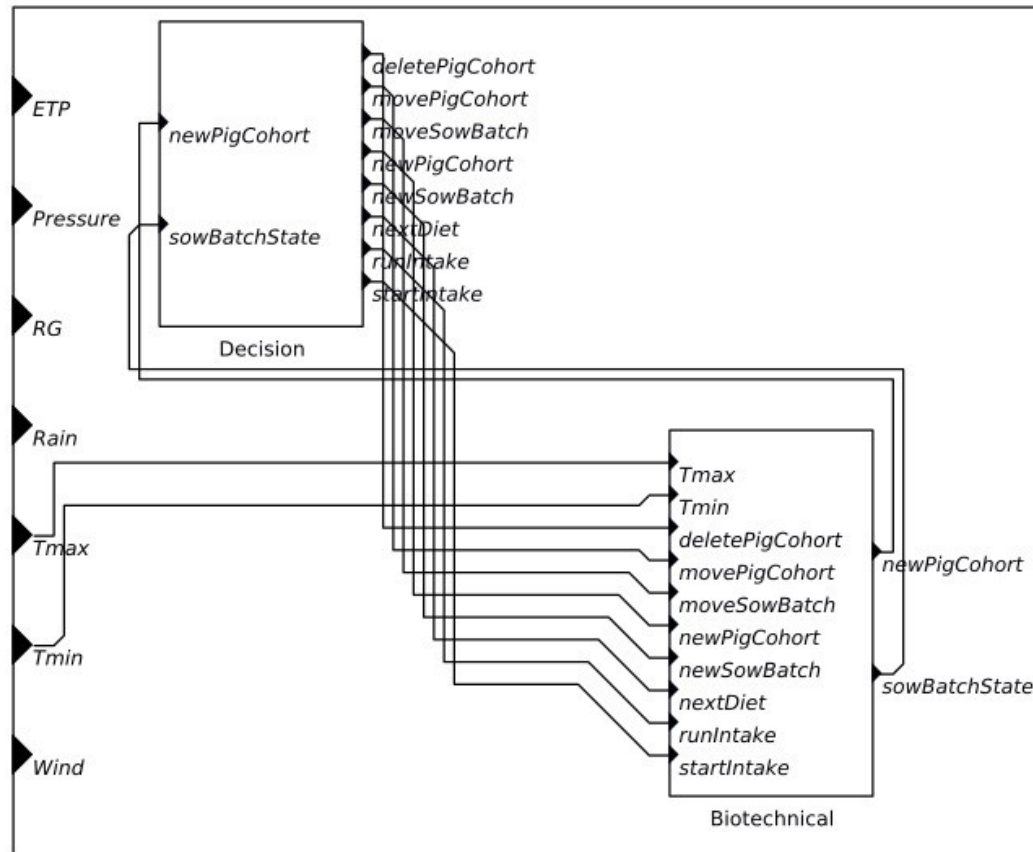 ETP
Pressure
RG
Rain
Tmax
Tmin
Wind
newPigCohort
sowBatchState
Decision
deletePigCohort
movePigCohort
moveSowBatch
newPigCohort
newSowBatch
nextDiet
runIntake
startIntake
Tmax
Tmin
deletePigCohort
movePigCohort
moveSowBatch
newPigCohort
newSowBatch
nextDiet
runIntake
startIntake
Biotechnical
newPigCohort
sowBatchState